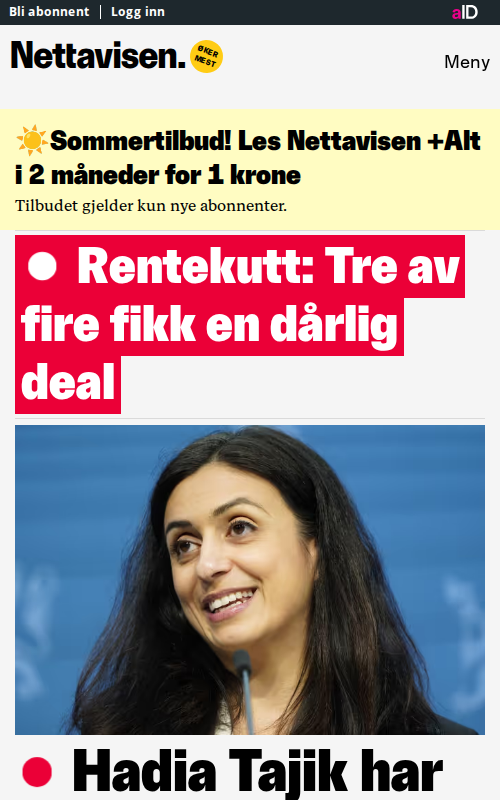 Bli abonnent | Logg inn
aID
Nettavisen.
ØKER
MEST
Meny
☀️Sommertilbud! Les Nettavisen +Alt
i 2 måneder for 1 krone
Tilbudet gjelder kun nye abonnenter.
Rentekutt: Tre av
fire fikk en dårlig
deal
Hadia Tajik har